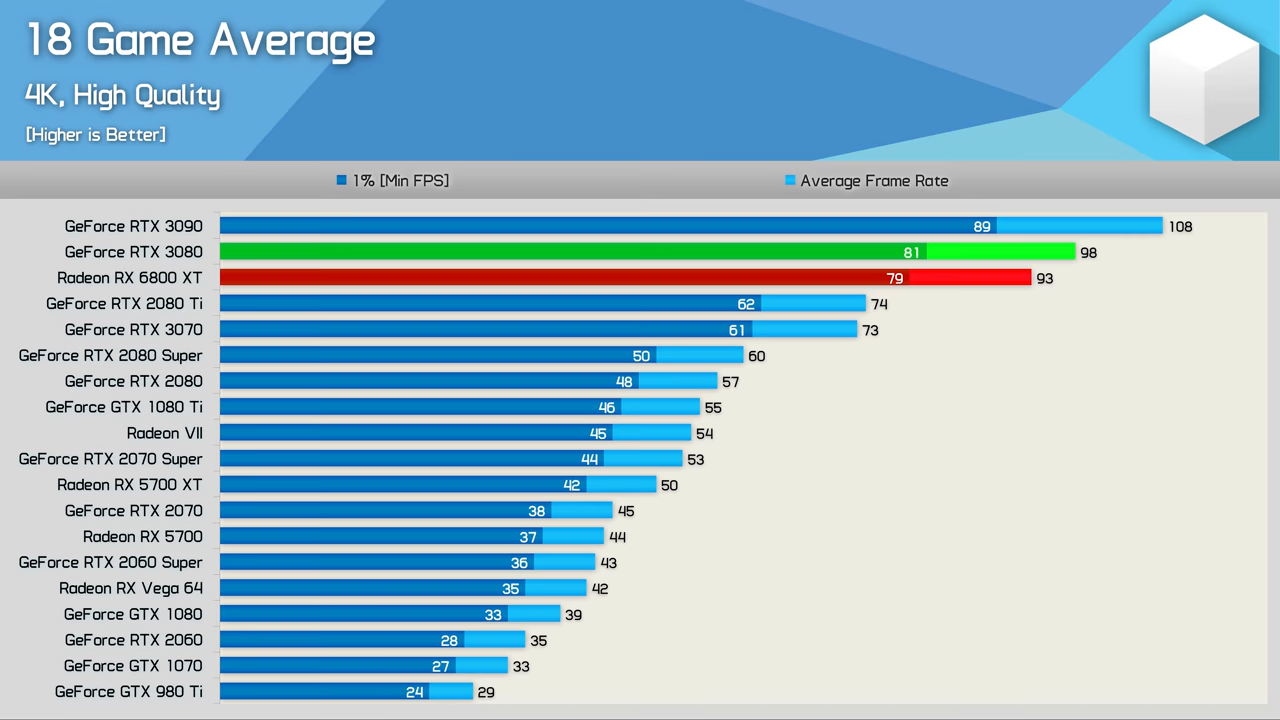 18 Game Average
4K, High Quality
[Higher is Better]
1% [Min FPS] Average Frame Rate
GeForce RTX 3090 89 108
GeForce RTX 3080 81 98
Radeon RX 6800 XT 79 93
GeForce RTX 2080 Ti 62 74
GeForce RTX 3070 61 73
GeForce RTX 2080 Super 50 60
GeForce RTX 2080 48 57
GeForce GTX 1080 Ti 46 55
Radeon VII 45 54
GeForce RTX 2070 Super 44 53
Radeon RX 5700 XT 42 50
GeForce RTX 2070 38 45
Radeon RX 5700 37 44
GeForce RTX 2060 Super 36 43
Radeon RX Vega 64 35 42
GeForce GTX 1080 33 39
GeForce RTX 2060 28 35
GeForce GTX 1070 27 33
GeForce GTX 980 Ti 24 29